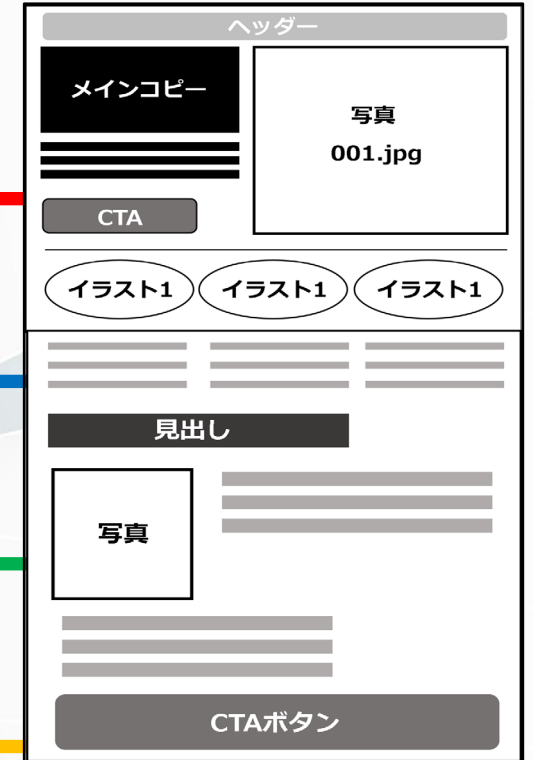 ヘッダー
メインコピー
写真
001.jpg
CTA
イラスト1
イラスト1
イラスト1
見出し
写真
CTAボタン